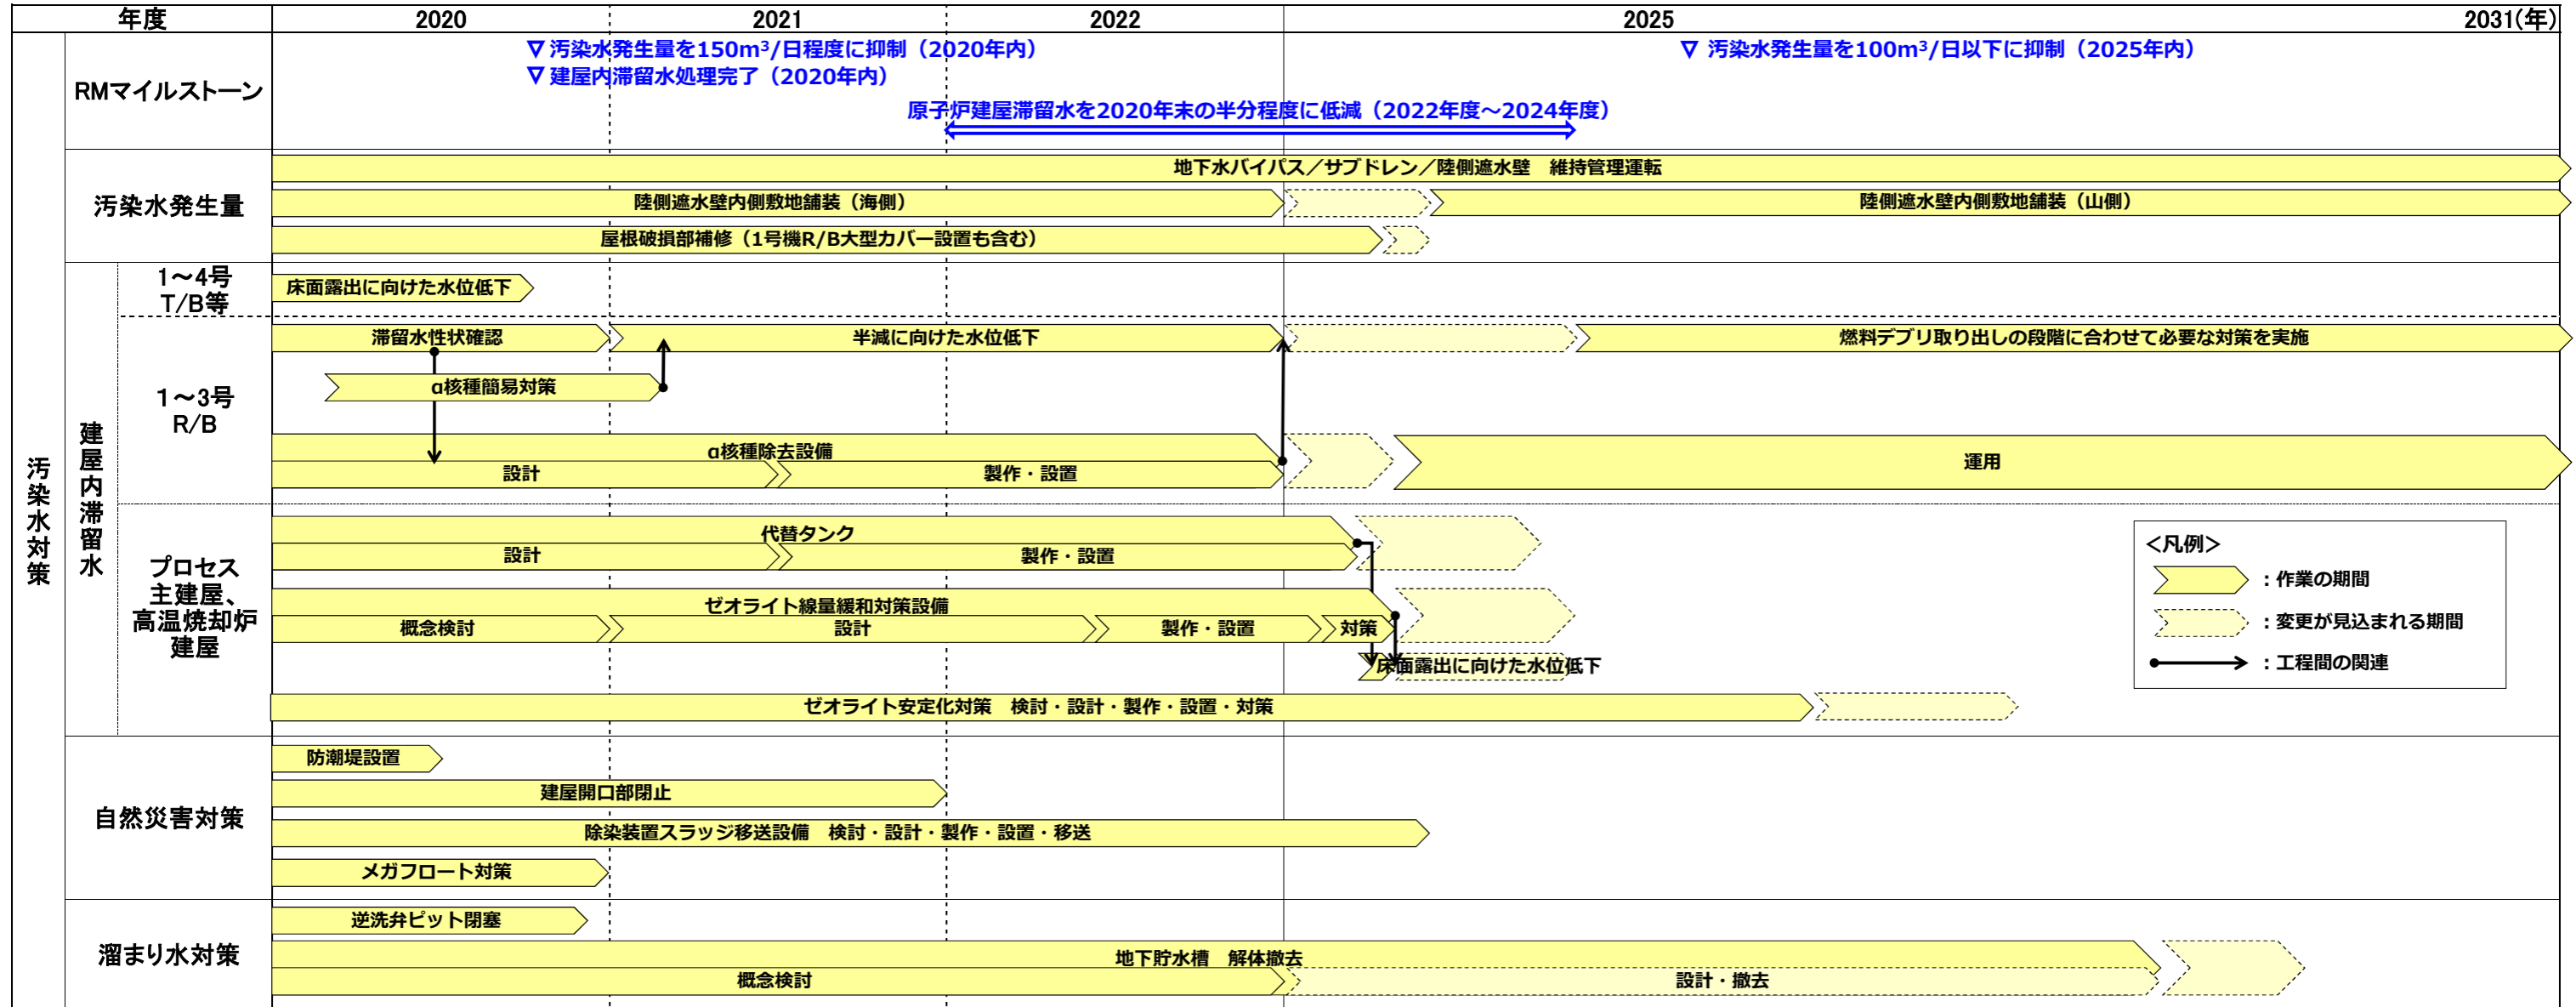 年度 2020 2021 2022 2025 2031(年)
汚染水対策
RMマイルストーン
▽ 汚染水発生量を150m³/日程度に抑制（2020年内）
▽ 建屋内滞留水処理完了（2020年内）
▽ 汚染水発生量を100m³/日以下に抑制（2025年内）
原子炉建屋滞留水を2020年末の半分程度に低減（2022年度～2024年度）
汚染水発生量
地下水バイパス／サブドレン／陸側遮水壁　維持管理運転
陸側遮水壁内側敷地舗装（海側）
陸側遮水壁内側敷地舗装（山側）
屋根破損部補修（1号機R/B大型カバー設置も含む）
建屋内滞留水
1～4号
T/B等
床面露出に向けた水位低下
1～3号
R/B
滞留水性状確認
半減に向けた水位低下
燃料デブリ取り出しの段階に合わせて必要な対策を実施
α核種簡易対策
α核種除去設備
設計
製作・設置
運用
プロセス
主建屋、
高温焼却炉
建屋
代替タンク
設計
製作・設置
ゼオライト線量緩和対策設備
概念検討
設計
製作・設置
対策
床面露出に向けた水位低下
ゼオライト安定化対策　検討・設計・製作・設置・対策
＜凡例＞
：作業の期間
：変更が見込まれる期間
：工程間の関連
自然災害対策
防潮堤設置
建屋開口部閉止
除染装置スラッジ移送設備　検討・設計・製作・設置・移送
メガフロート対策
溜まり水対策
逆洗弁ピット閉塞
地下貯水槽　解体撤去
概念検討
設計・撤去